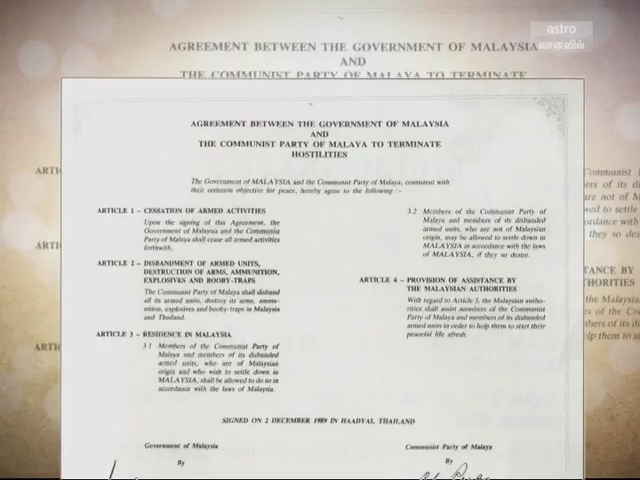 astro
வானவில்
AGREEMENT BETWEEN THE GOVERNMENT OF MALAYSIA
AND
THE COMMUNIST PARTY OF MALAYA TO TERMINATE
AGREEMENT BETWEEN THE GOVERNMENT OF MALAYSIA
AND
THE COMMUNIST PARTY OF MALAYA TO TERMINATE
HOSTILITIES
The Government of MALAYSIA and the Communist Party of Malaya, consistent with
their common objective for peace, hereby agree to the following :-
ARTICLE 1 - CESSATION OF ARMED ACTIVITIES
Upon the signing of this Agreement, the
Government of Malaysia and the Communist
Party of Malaya shall cease all armed activities
forthwith.
ARTICLE 2 - DISBANDMENT OF ARMED UNITS,
DESTRUCTION OF ARMS, AMMUNITION,
EXPLOSIVES AND BOOBY-TRAPS
The Communist Party of Malaya shall disband
all its armed units, destroy its arms, ammu-
nition, explosives and booby-traps in Malaysia
and Thailand.
ARTICLE 3 - RESIDENCE IN MALAYSIA
3.1 Members of the Communist Party of
Malaya and members of its disbanded
armed units, who are of Malaysian
origin and who wish to settle down in
MALAYSIA, shall be allowed to do so in
accordance with the laws of Malaysia.
3.2 Members of the Communist Party of
Malaya and members of its disbanded
armed units, who are not of Malaysian
origin, may be allowed to settle down in
MALAYSIA in accordance with the laws
of MALAYSIA, if they so desire.
ARTICLE 4 - PROVISION OF ASSISTANCE BY
THE MALAYSIAN AUTHORITIES
With regard to Article 3, the Malaysian autho-
rities shall assist members of the Communist
Party of Malaya and members of its disbanded
armed units in order to help them to start their
peaceful life afresh.
SIGNED ON 2 DECEMBER 1989 IN HAADYAI, THAILAND
Government of Malaysia
By
Communist Party of Malaya
By